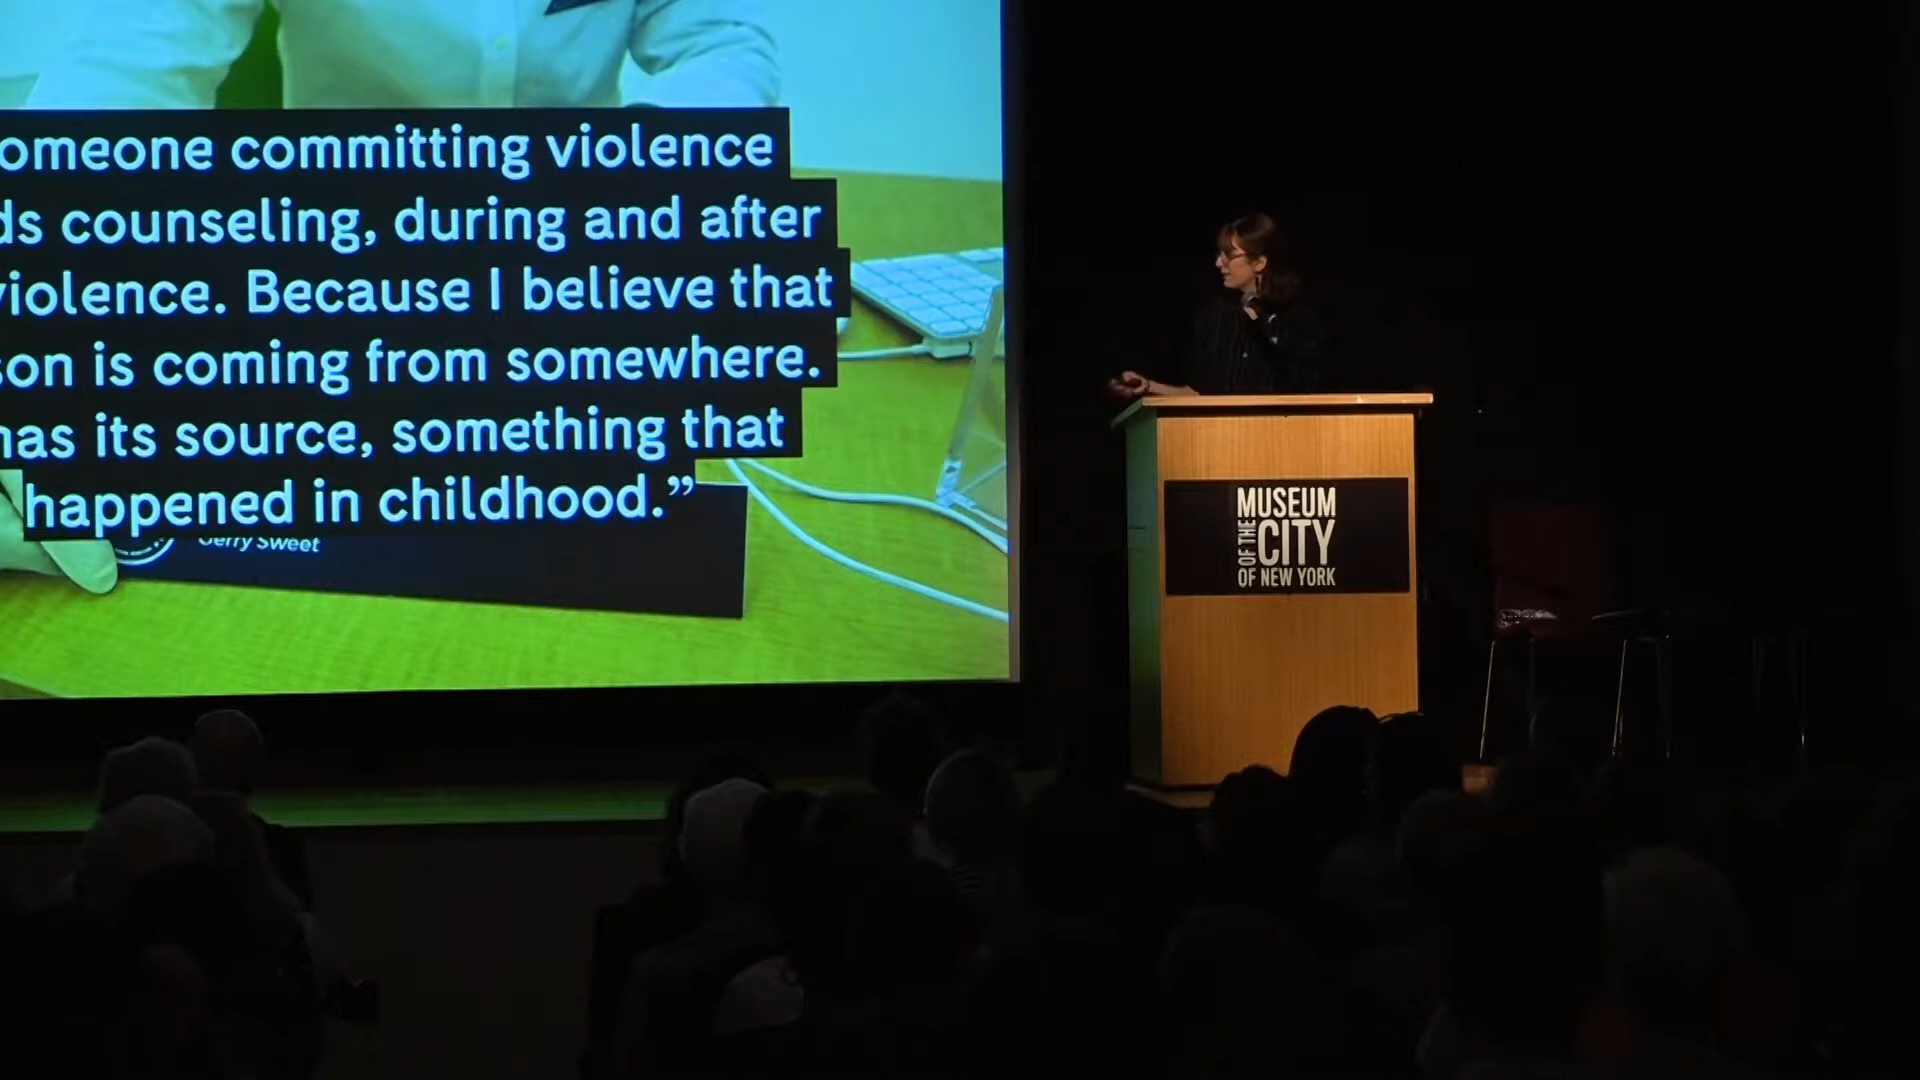 omeone committing violence
ds counseling, during and after
violence. Because I believe that
son is coming from somewhere.
has its source, something that
happened in childhood.”
Jerry Sweet
MUSEUM
OF THE
CITY
OF NEW YORK